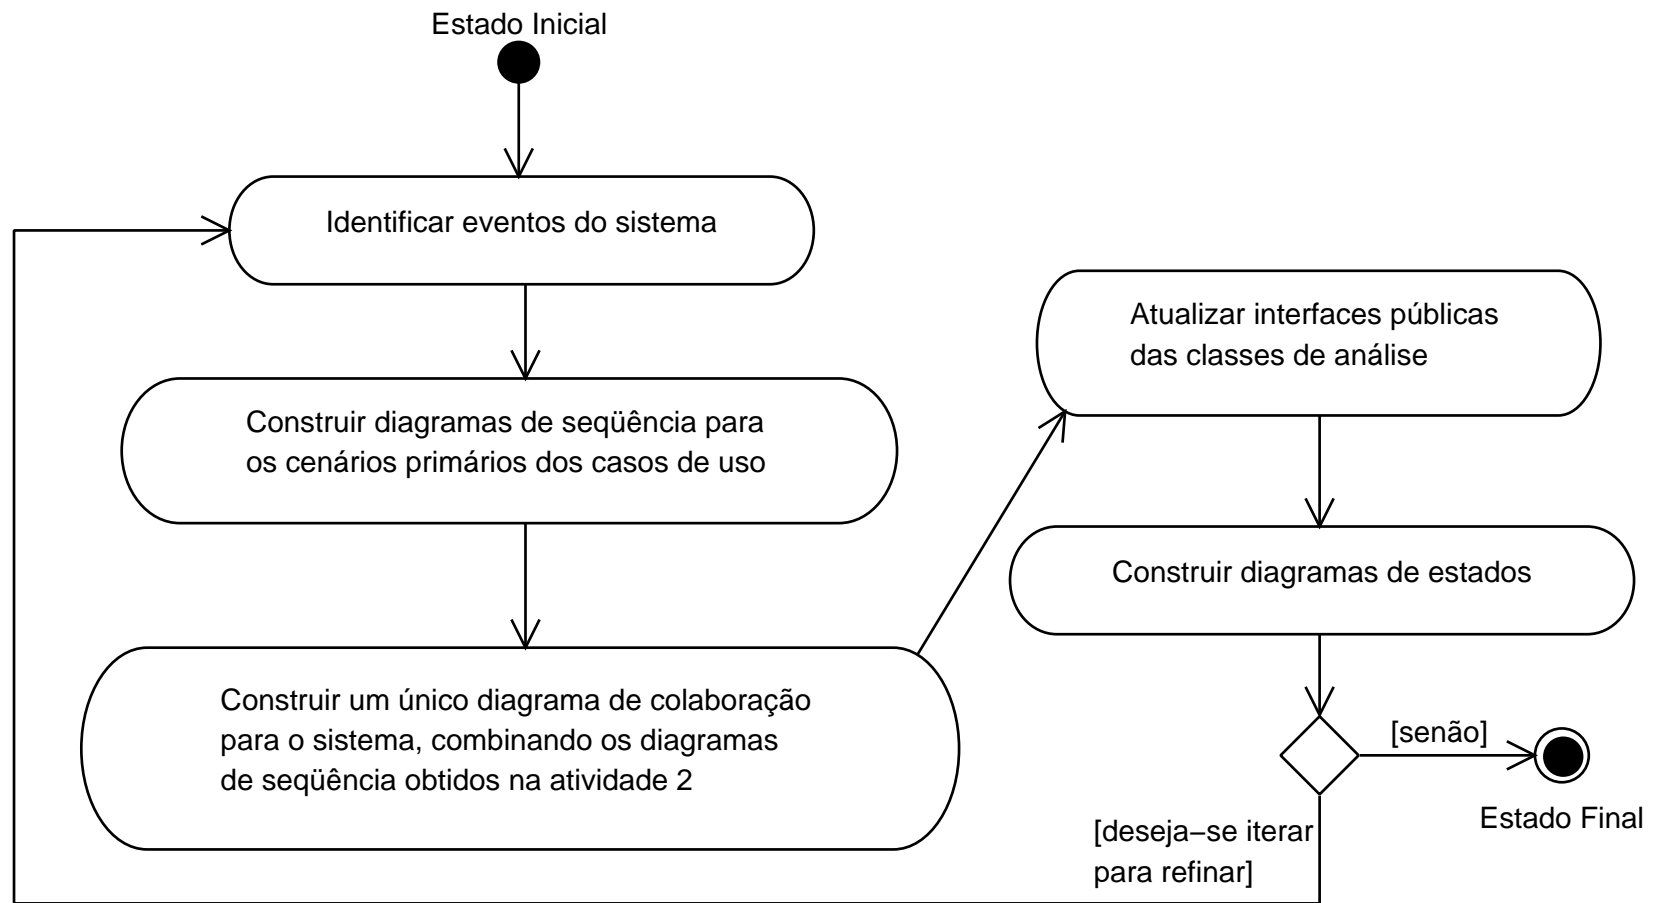 Estado Inicial
Identificar eventos do sistema
Construir diagramas de seqüência para
os cenários primários dos casos de uso
Construir um único diagrama de colaboração
para o sistema, combinando os diagramas
de seqüência obtidos na atividade 2
Atualizar interfaces públicas
das classes de análise
Construir diagramas de estados
[senão]
Estado Final
[deseja−se iterar
para refinar]